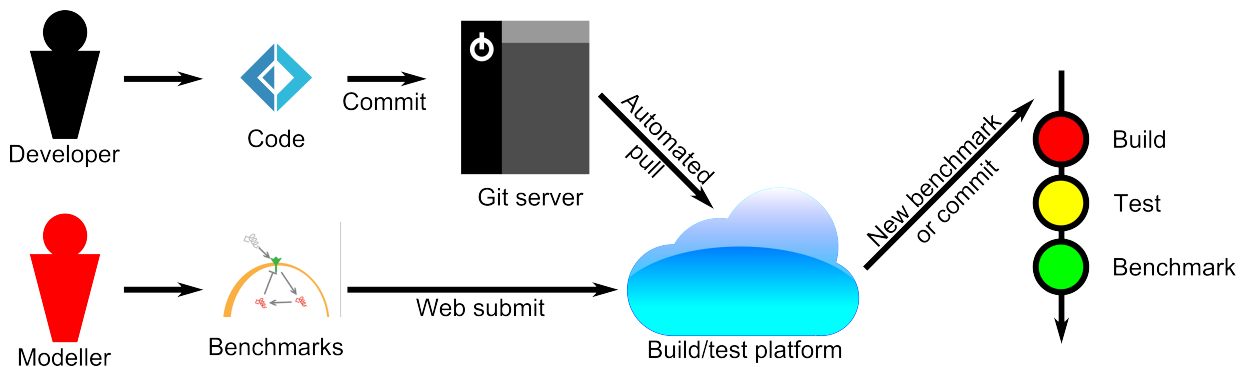 Developer
Code
Commit
Git server
Automated
pull
New benchmark
or commit
Build
Test
Benchmark
Modeller
Benchmarks
Web submit
Build/test platform